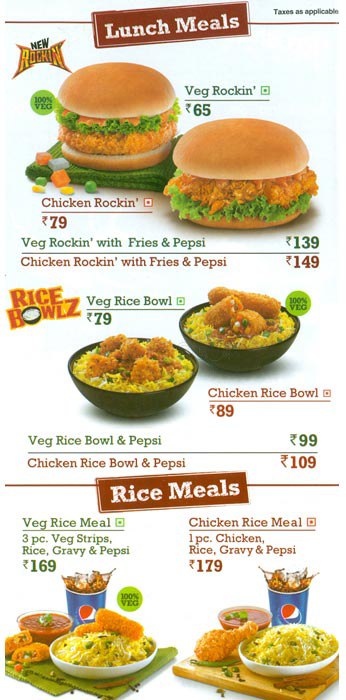 Lunch Meals
Taxes as applicable
NEW
ROCKIN'
Veg Rockin'
₹65
100%
VEG
Chicken Rockin'
₹79
Veg Rockin' with Fries & Pepsi ₹139
Chicken Rockin' with Fries & Pepsi ₹149
RICE
BOWLZ
Veg Rice Bowl
₹79
100%
VEG
Chicken Rice Bowl
₹89
Veg Rice Bowl & Pepsi ₹99
Chicken Rice Bowl & Pepsi ₹109
Rice Meals
Veg Rice Meal
3 pc. Veg Strips,
Rice, Gravy & Pepsi
₹169
Chicken Rice Meal
1 pc. Chicken,
Rice, Gravy & Pepsi
₹179
100%
VEG